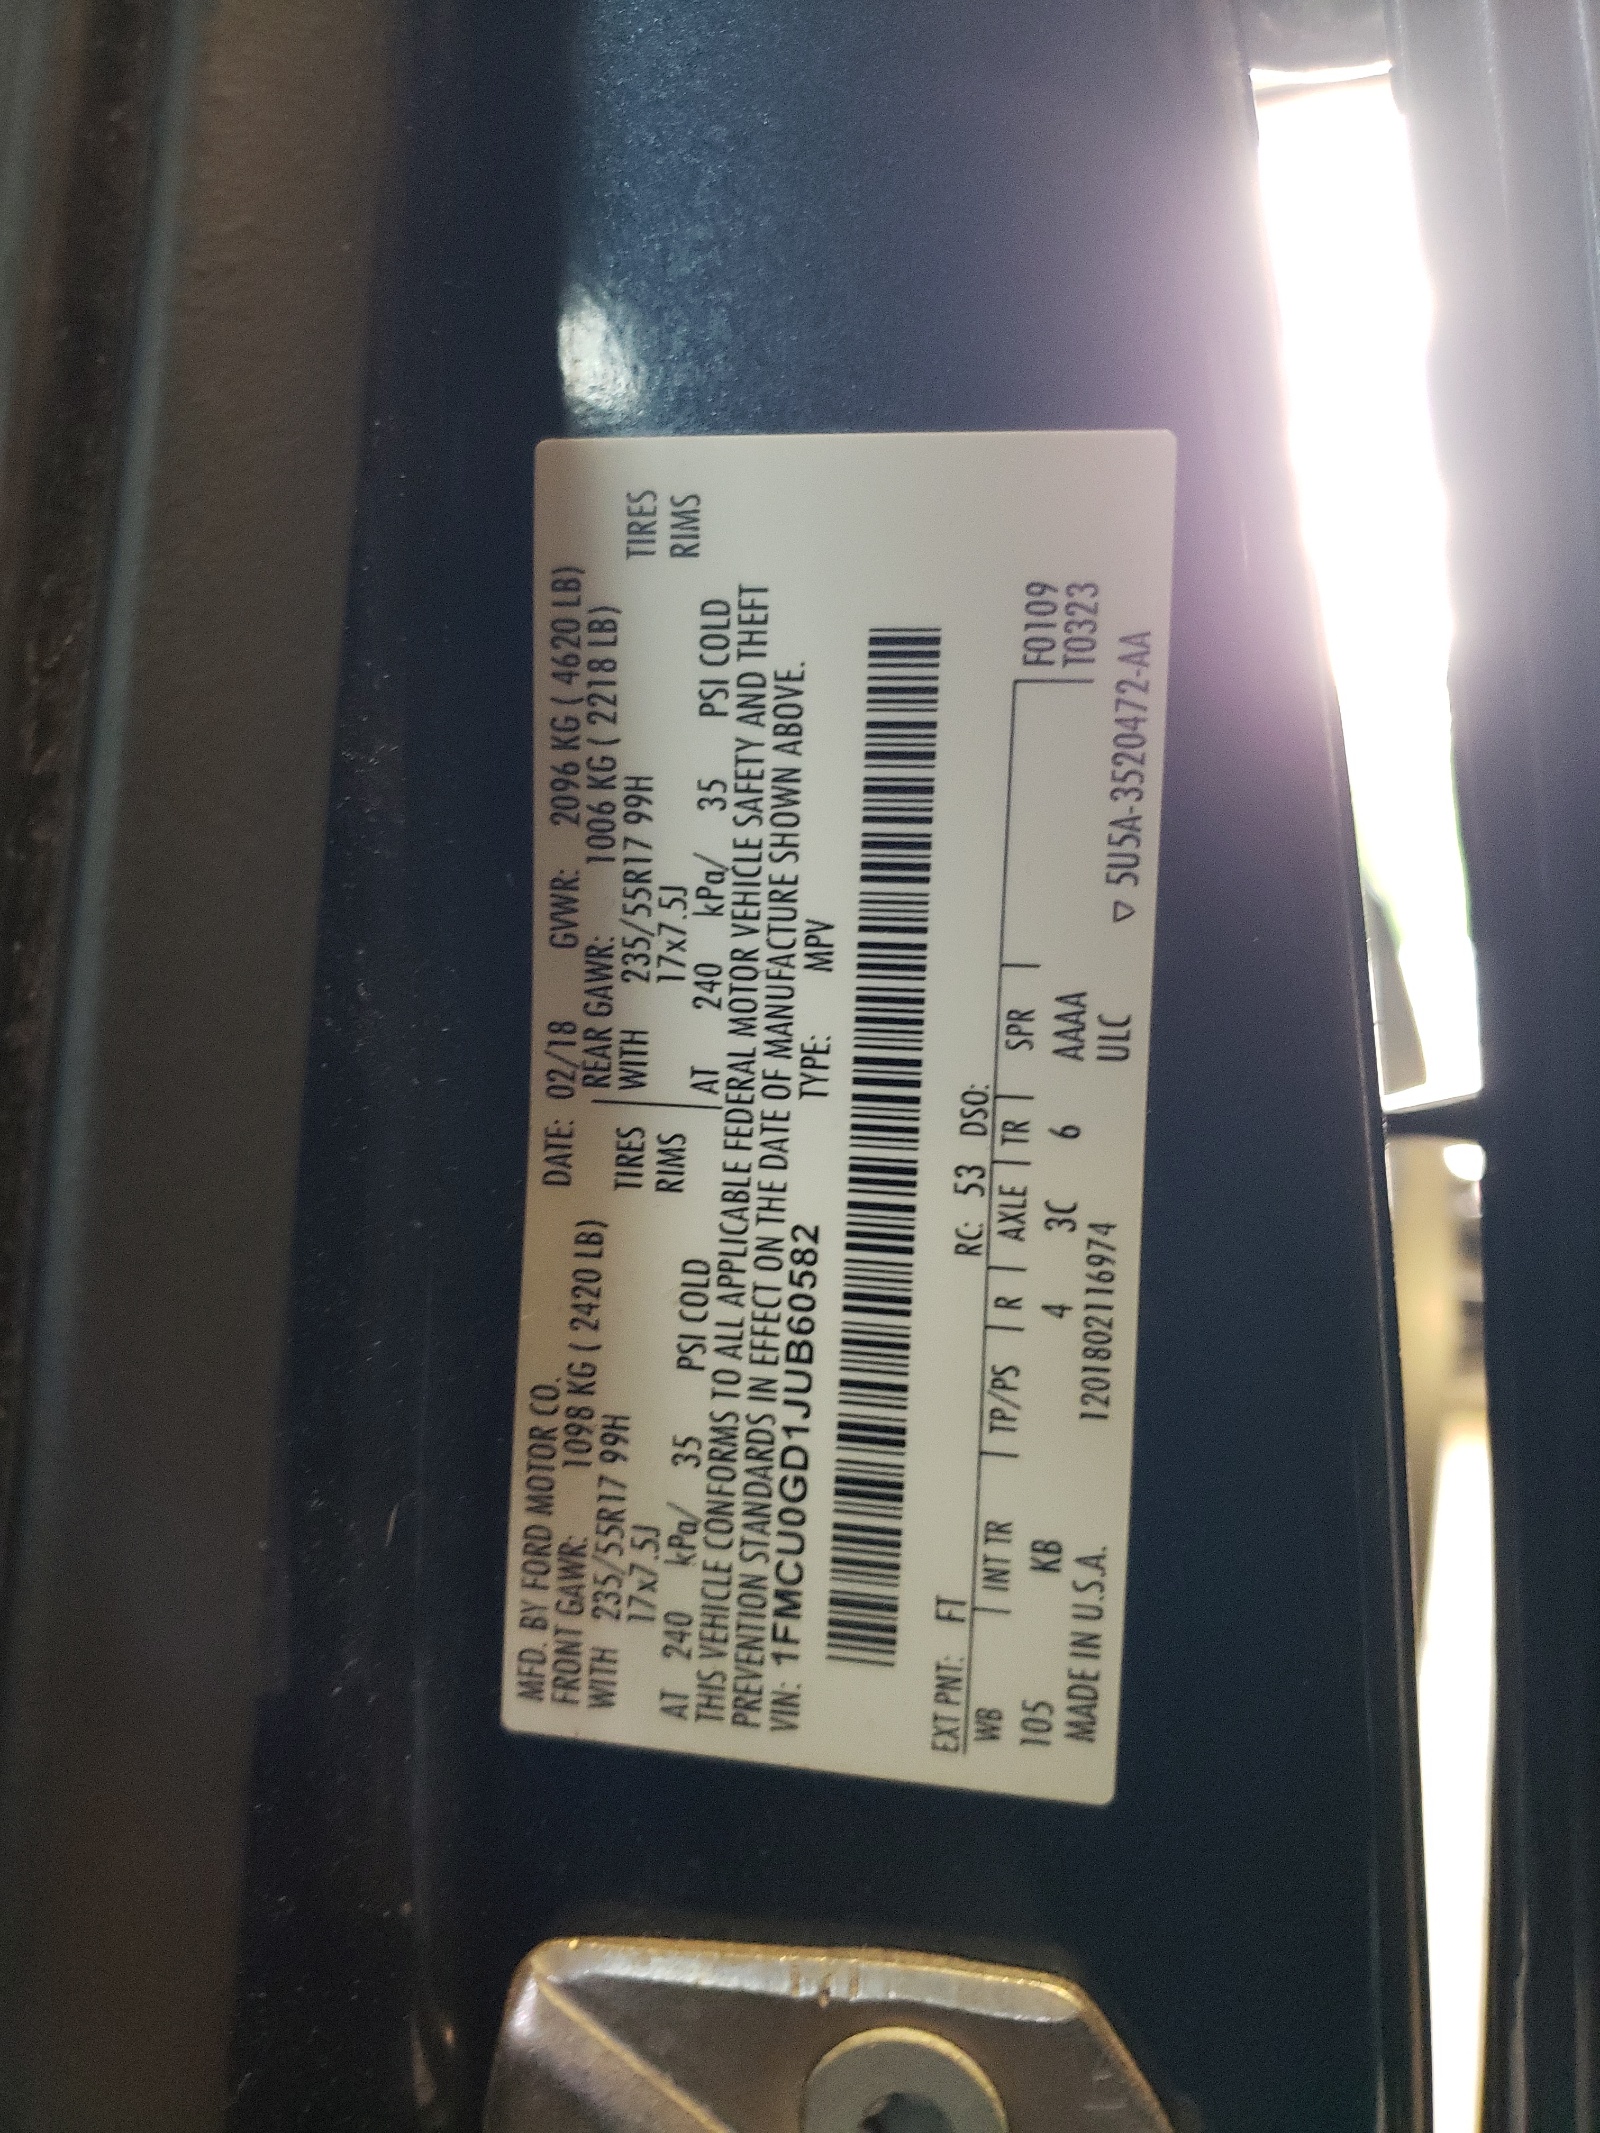 MFD. BY FORD MOTOR CO. DATE: 02/18 GVWR: 2096 KG ( 4620 LB)
FRONT GAWR: 1098 KG ( 2420 LB) REAR GAWR: 1006 KG ( 2218 LB)
WITH 235/55R17 99H TIRES WITH 235/55R17 99H TIRES
17x7.5J RIMS 17x7.5J RIMS
AT 240 kPa/ 35 PSI COLD AT 240 kPa/ 35 PSI COLD
THIS VEHICLE CONFORMS TO ALL APPLICABLE FEDERAL MOTOR VEHICLE SAFETY AND THEFT
PREVENTION STANDARDS IN EFFECT ON THE DATE OF MANUFACTURE SHOWN ABOVE.
VIN: 1FMCU0GD1JUB60582 TYPE: MPV
EXT PNT: FT RC: 53 DSO:
WB INT TR TP/PS R AXLE TR SPR F0109
105 KB 4 3C 6 AAAA T0323
MADE IN U.S.A. 1201802116974 ULC ▽ 5U5A-3520472-AA